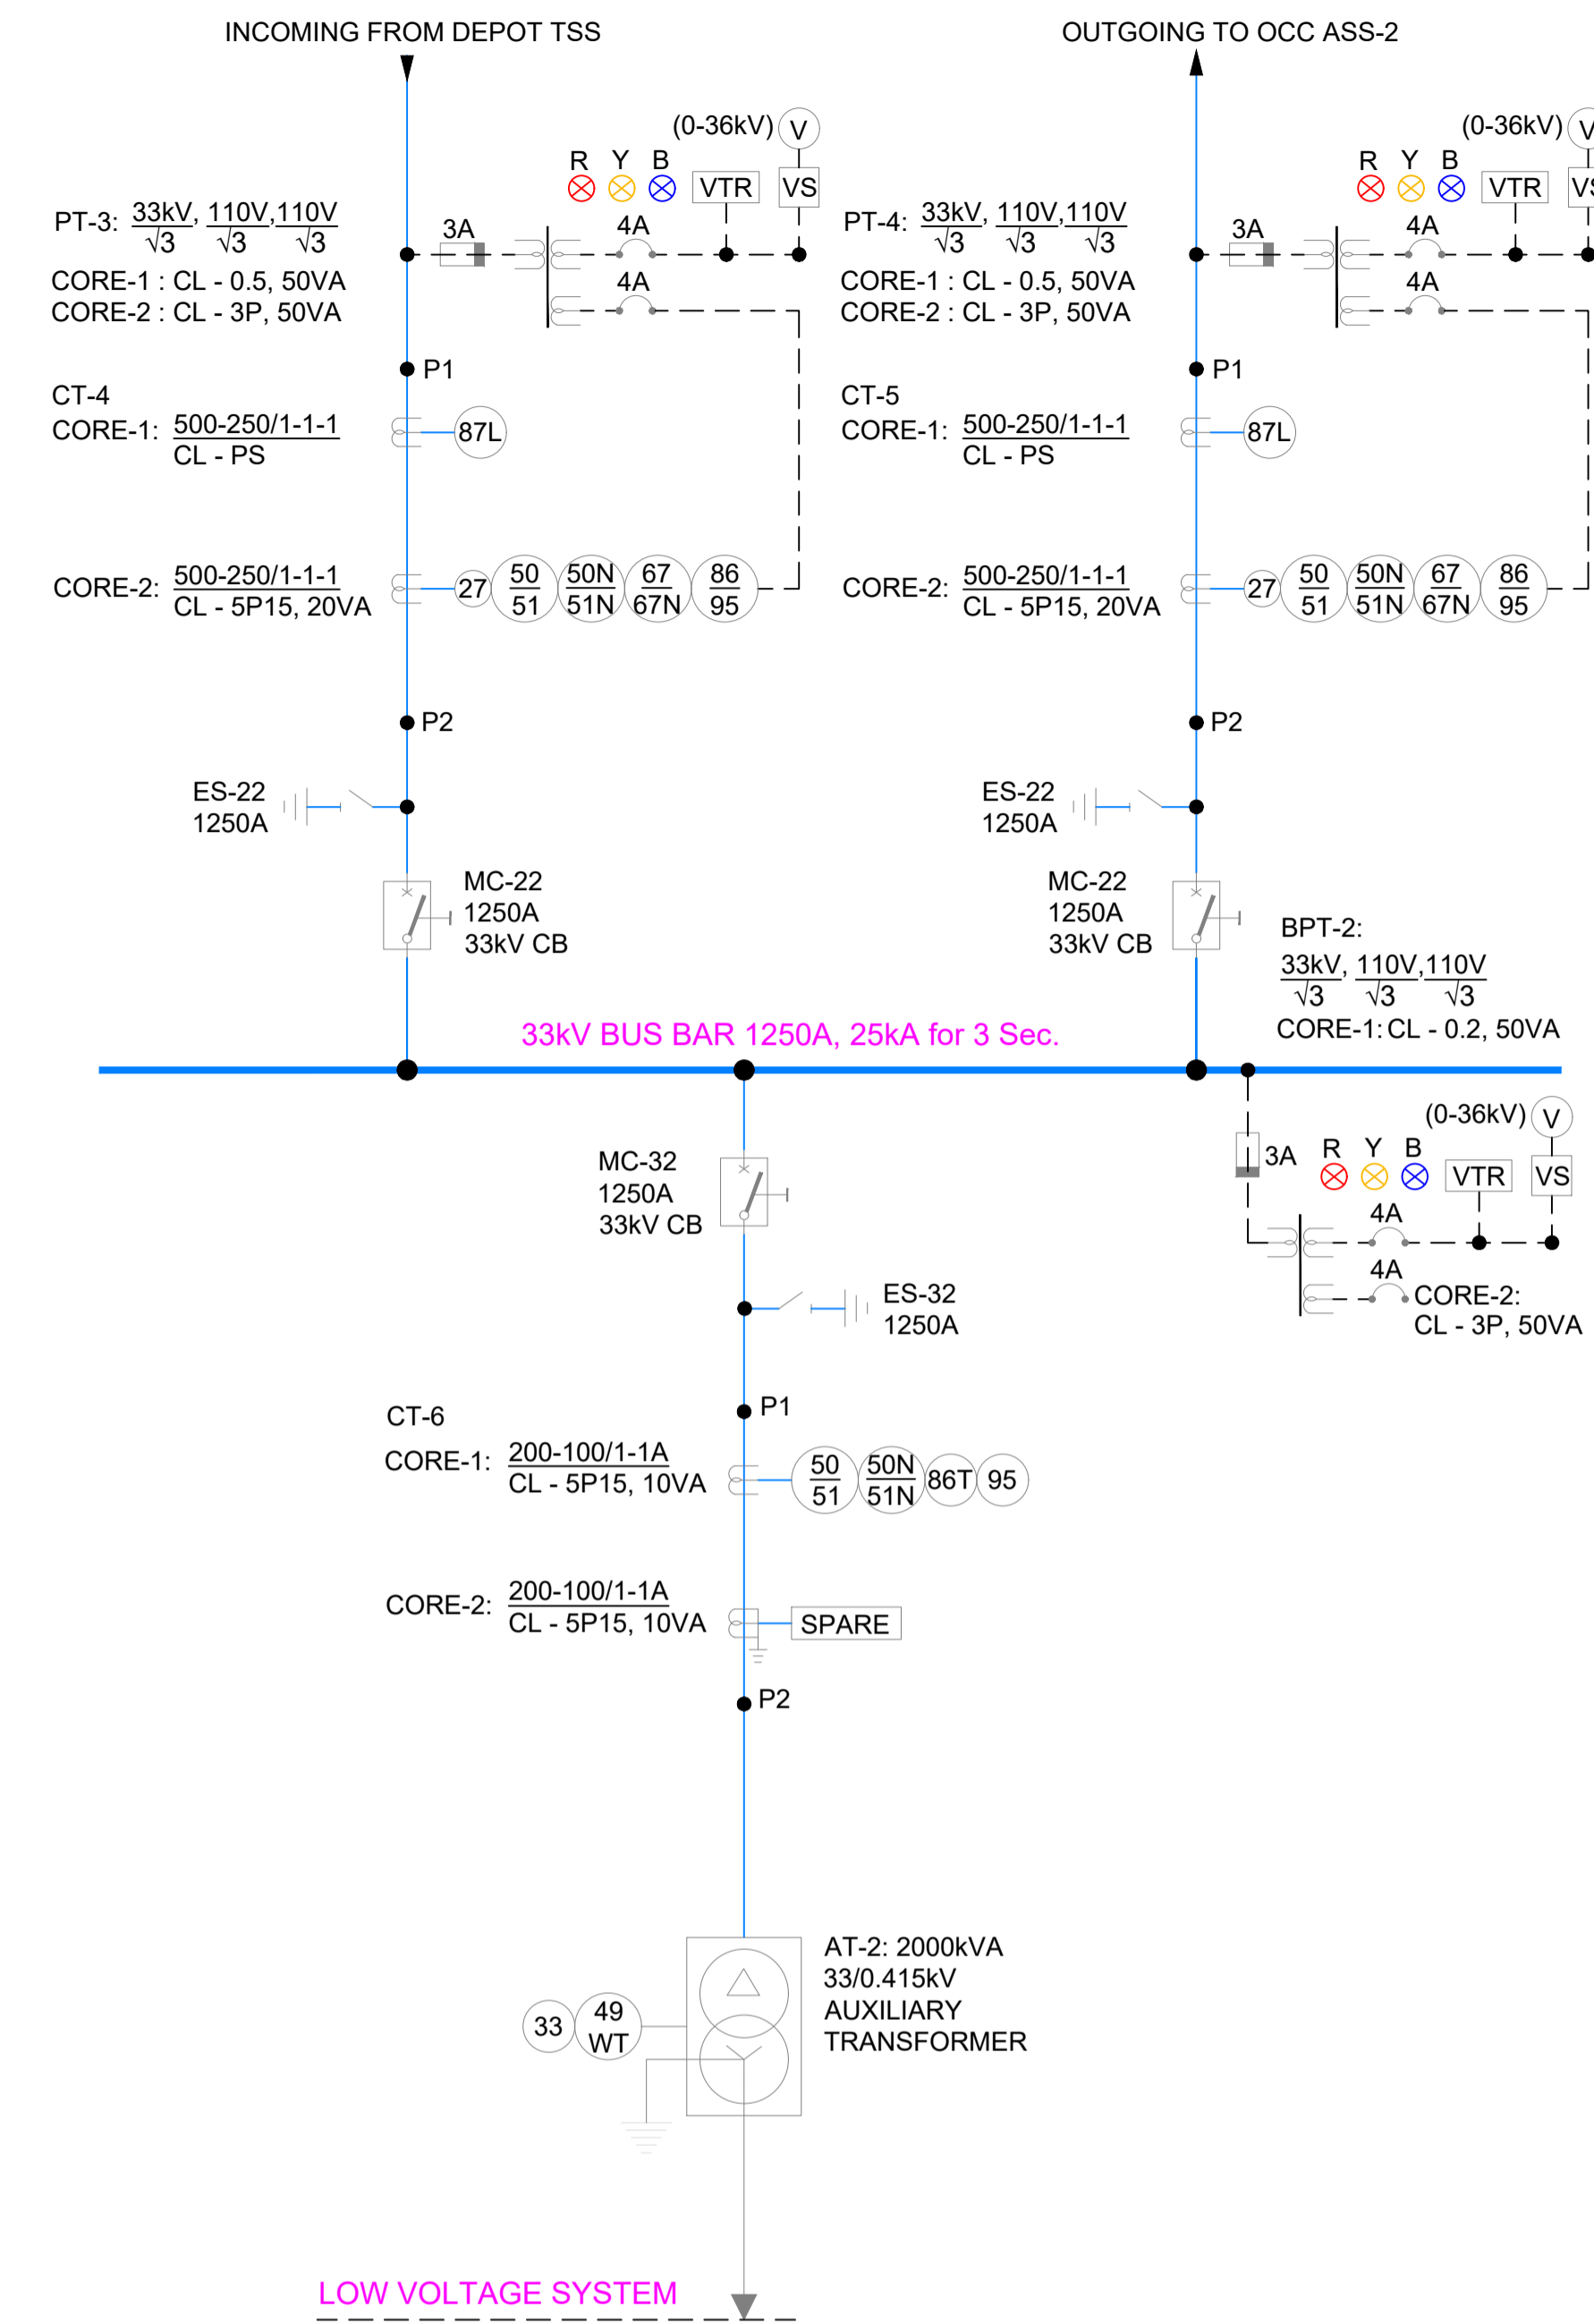 INCOMING FROM DEPOT TSS
OUTGOING TO OCC ASS-2
(0-36kV) V
R Y B
VTR VS
PT-3: 33kV/√3, 110V/√3, 110V/√3
3A 4A
CORE-1 : CL - 0.5, 50VA
4A
CORE-2 : CL - 3P, 50VA
P1
CT-4
CORE-1: 500-250/1-1-1
CL - PS
87L
CORE-2: 500-250/1-1-1
CL - 5P15, 20VA
27 50/51 50N/51N 67/67N 86/95
P2
ES-22
1250A
MC-22
1250A
33kV CB
(0-36kV) V
R Y B
VTR VS
PT-4: 33kV/√3, 110V/√3, 110V/√3
3A 4A
CORE-1 : CL - 0.5, 50VA
4A
CORE-2 : CL - 3P, 50VA
P1
CT-5
CORE-1: 500-250/1-1-1
CL - PS
87L
CORE-2: 500-250/1-1-1
CL - 5P15, 20VA
27 50/51 50N/51N 67/67N 86/95
P2
ES-22
1250A
MC-22
1250A
33kV CB
BPT-2:
33kV/√3, 110V/√3, 110V/√3
CORE-1: CL - 0.2, 50VA
33kV BUS BAR 1250A, 25kA for 3 Sec.
(0-36kV) V
3A R Y B
VTR VS
4A
4A
CORE-2:
CL - 3P, 50VA
MC-32
1250A
33kV CB
ES-32
1250A
P1
CT-6
CORE-1: 200-100/1-1A
CL - 5P15, 10VA
50/51 50N/51N 86T 95
CORE-2: 200-100/1-1A
CL - 5P15, 10VA
SPARE
P2
AT-2: 2000kVA
33/0.415kV
AUXILIARY
TRANSFORMER
33 49
WT
LOW VOLTAGE SYSTEM